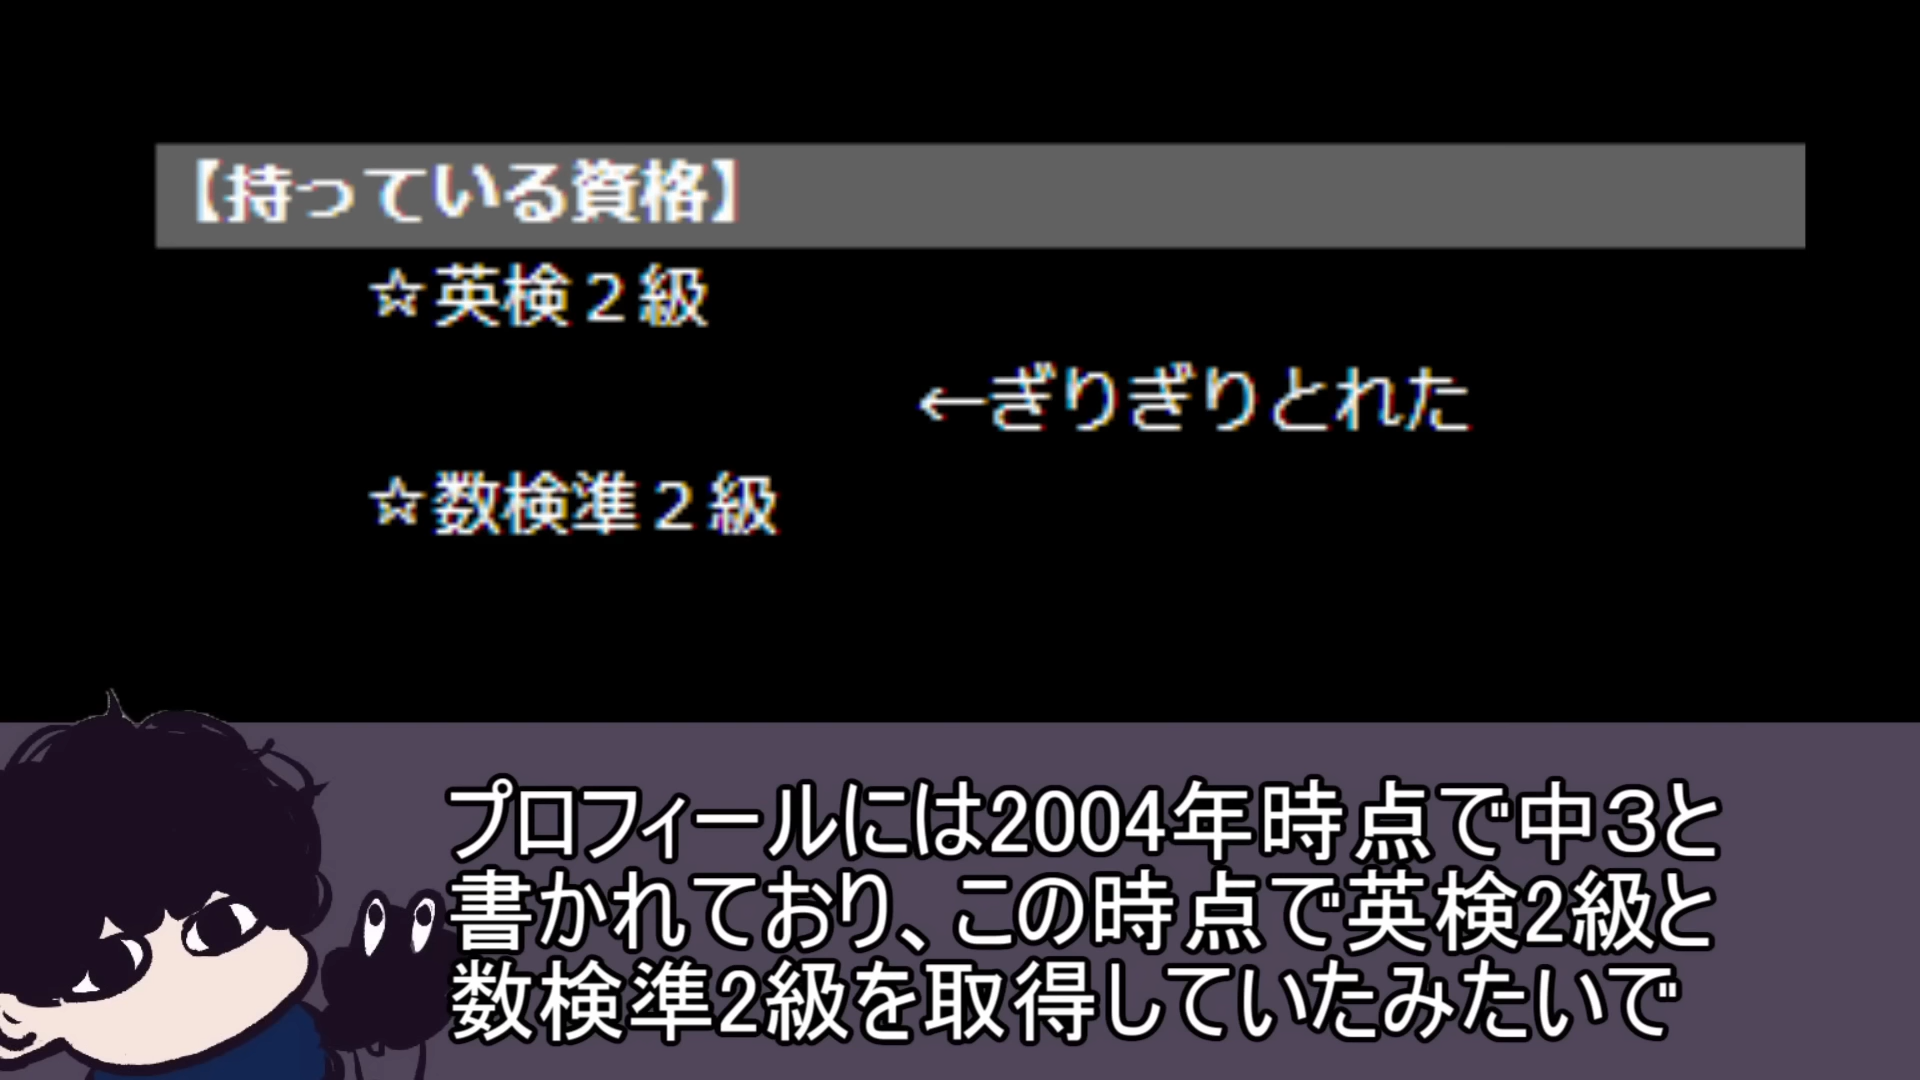 【持っている資格】
☆英検２級
←ぎりぎりとれた
☆数検準２級
プロフィールには2004年時点で中３と
書かれており、この時点で英検2級と
数検準2級を取得していたみたいで